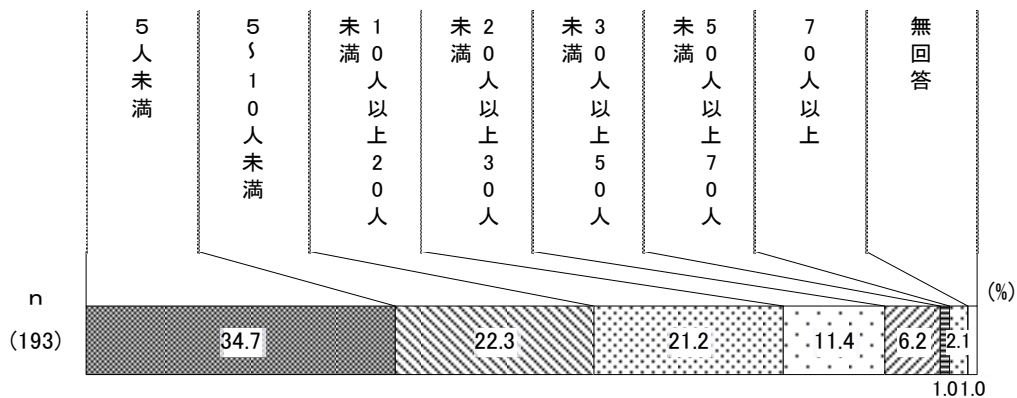 5人未満
5～10人未満
10人以上20人
未満
20人以上30人
未満
30人以上50人
未満
50人以上70人
未満
70人以上
無回答
(%)
n
(193)
34.7
22.3
21.2
11.4
6.2
2.1
1.0
1.0